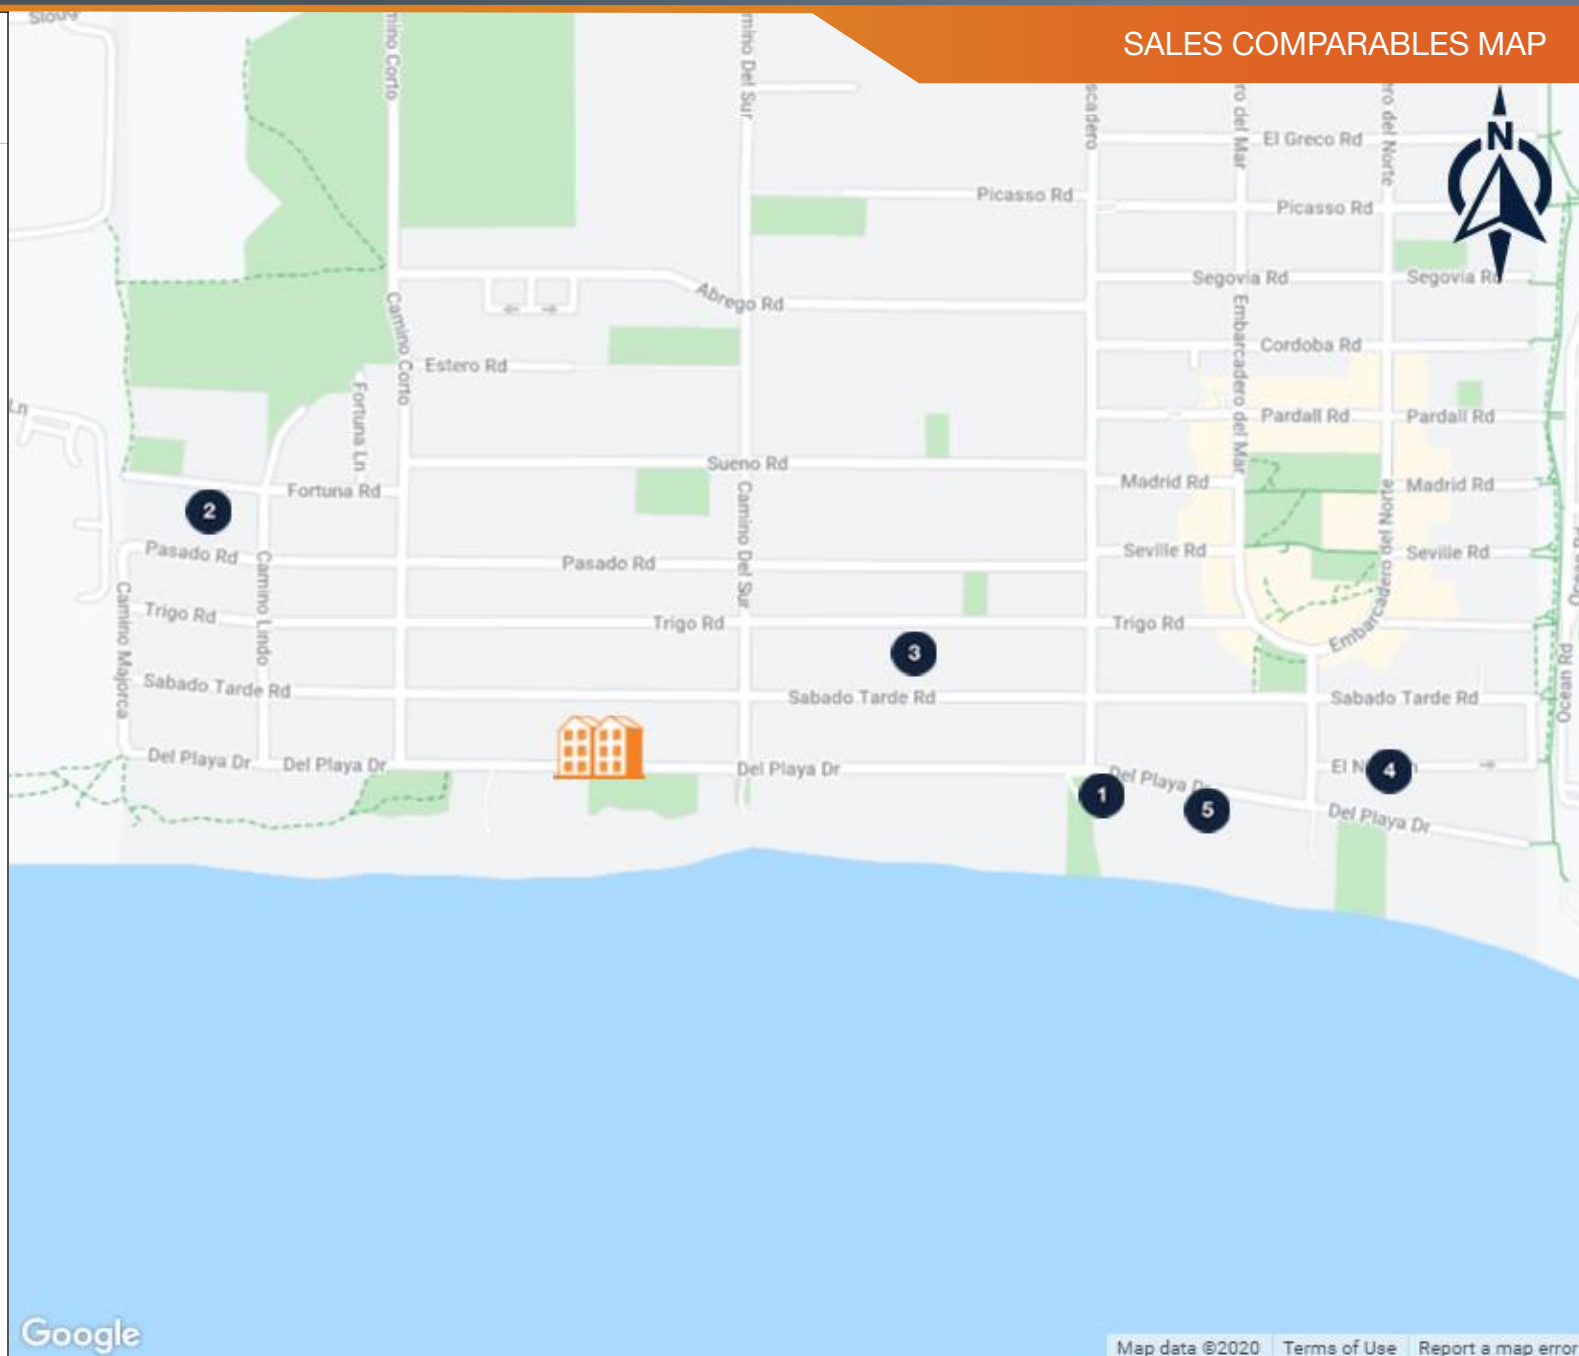 SALES COMPARABLES MAP
N
El Greco Rd
Picasso Rd
Picasso Rd
Segovia Rd
Segovia Rd
Abrego Rd
Camino Corto
Embarcadero del Mar
Cordoba Rd
Estero Rd
Fortuna Ln
Ln
Pardall Rd
Pardall Rd
Sueno Rd
Madrid Rd
Madrid Rd
Fortuna Rd
Camino Del Sur
Embarcadero del Norte
2
Pasado Rd
Pasado Rd
Seville Rd
Seville Rd
Camino Lindo
Camino Majorca
Trigo Rd
Trigo Rd
Trigo Rd
Embarcadero
3
Ocean Rd
Sabado Tarde Rd
Sabado Tarde Rd
Sabado Tarde Rd
Del Playa Dr
Del Playa Dr
Del Playa Dr
4
1
5
Del Playa Dr
Google
Map data ©2020
Terms of Use
Report a map error